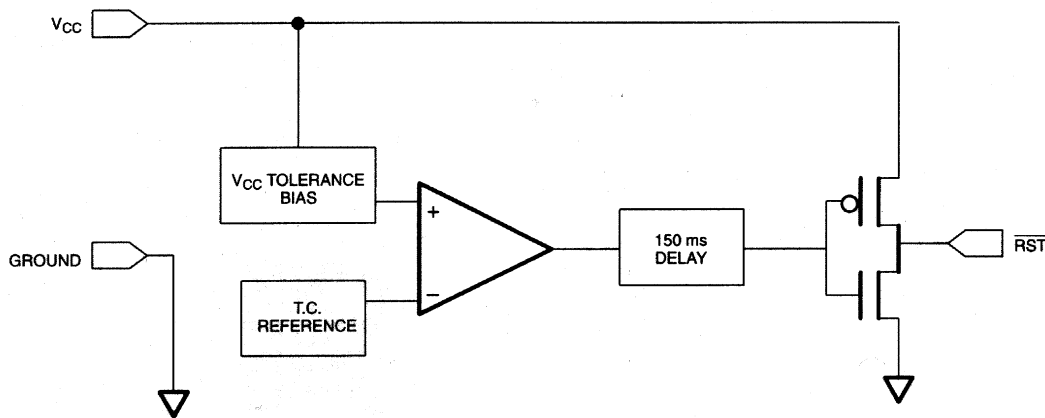 VCC
VCC TOLERANCE
BIAS
+
150 ms
DELAY
RST
GROUND
−
T.C.
REFERENCE